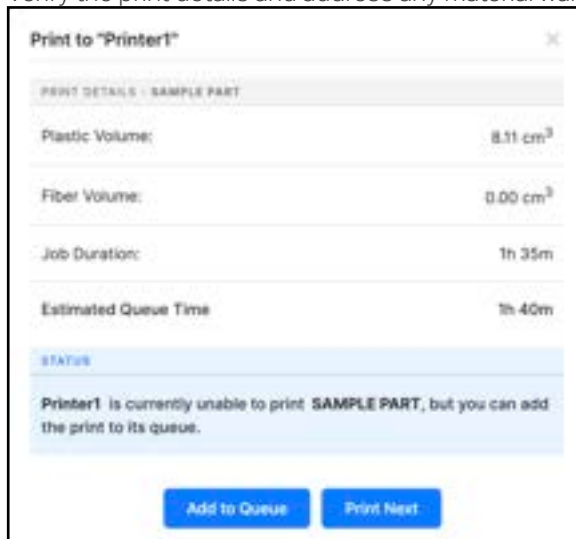 Print to "Printer1"
PRINT DETAILS - SAMPLE PART
Plastic Volume: 8.11 cm³
Fiber Volume: 0.00 cm³
Job Duration: 1h 35m
Estimated Queue Time 1h 40m
STATUS
Printer1 is currently unable to print SAMPLE PART, but you can add
the print to its queue.
Add to Queue Print Next